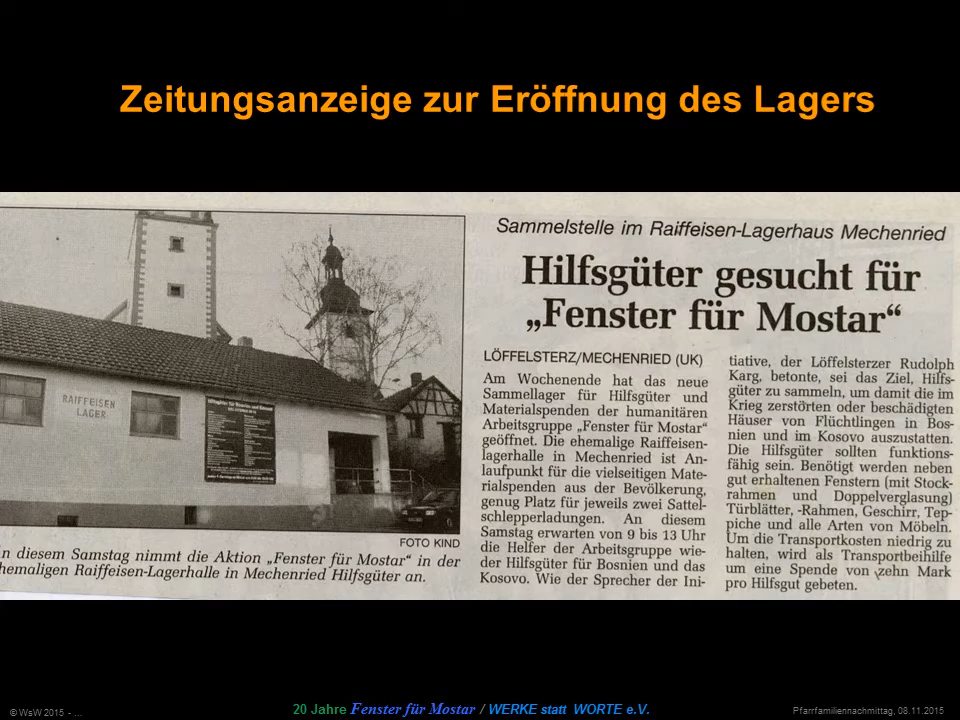 Zeitungsanzeige zur Eröffnung des Lagers
RAIFFEISEN
LAGER
FOTO KIND
n diesem Samstag nimmt die Aktion „Fenster für Mostar“ in der
hemaligen Raiffeisen-Lagerhalle in Mechenried Hilfsgüter an.
Sammelstelle im Raiffeisen-Lagerhaus Mechenried
Hilfsgüter gesucht für
„Fenster für Mostar“
LÖFFELSTERZ/MECHENRIED (UK)
Am Wochenende hat das neue
Sammellager für Hilfsgüter und
Materialspenden der humanitären
Arbeitsgruppe „Fenster für Mostar“
geöffnet. Die ehemalige Raiffeisen-
lagerhalle in Mechenried ist An-
laufpunkt für die vielseitigen Mate-
rialspenden aus der Bevölkerung,
genug Platz für jeweils zwei Sattel-
schlepperladungen. An diesem
Samstag erwarten von 9 bis 13 Uhr
die Helfer der Arbeitsgruppe wie-
der Hilfsgüter für Bosnien und das
Kosovo. Wie der Sprecher der Ini-
tiative, der Löffelsterzer Rudolph
Karg, betonte, sei das Ziel, Hilfs-
güter zu sammeln, um damit die im
Krieg zerstörten oder beschädigten
Häuser von Flüchtlingen in Bos-
nien und im Kosovo auszustatten.
Die Hilfsgüter sollten funktions-
fähig sein. Benötigt werden neben
gut erhaltenen Fenstern (mit Stock-
rahmen und Doppelverglasung)
Türblätter, -Rahmen, Geschirr, Tep-
piche und alle Arten von Möbeln.
Um die Transportkosten niedrig zu
halten, wird als Transportbeihilfe
um eine Spende von zehn Mark
pro Hilfsgut gebeten.
© WsW 2015 - ...
20 Jahre Fenster für Mostar / WERKE statt WORTE e.V.
Pfarrfamiliennachmittag, 08.11.2015